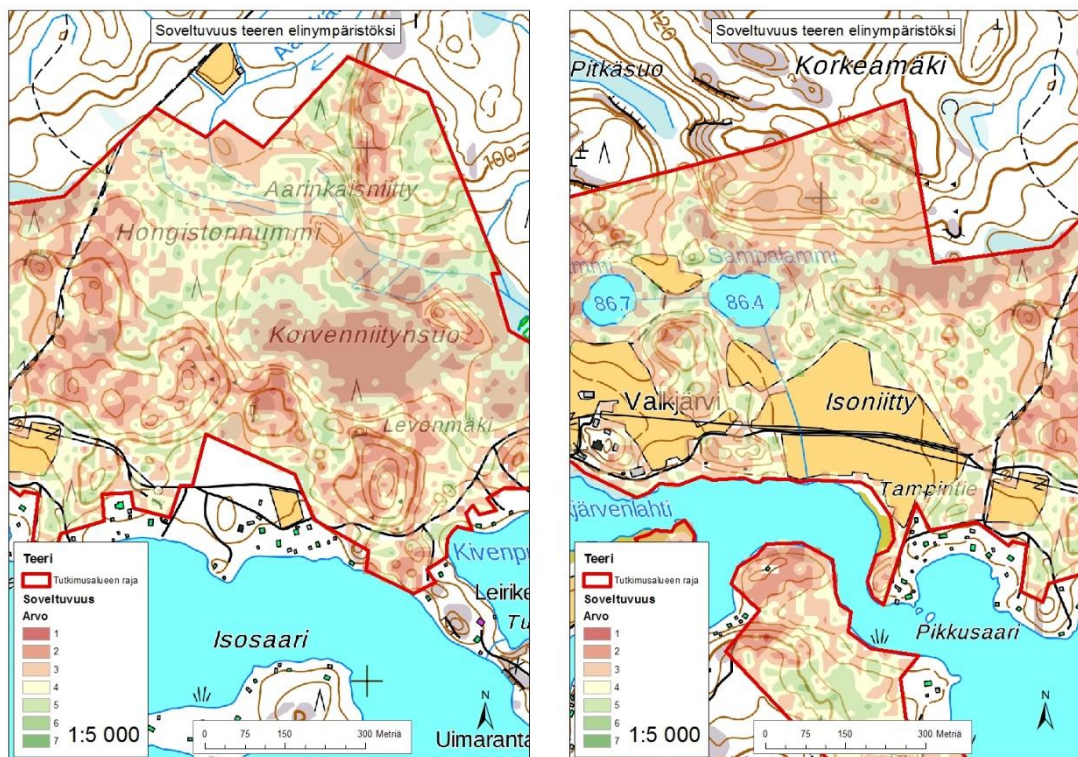 Soveltuvuus teeren elinympäristöksi
100
Aarinkaisniitty
Hongistonnummi
Korvenniitynsuo
Levonmäki
Teeri
Tutkimusalueen raja
Soveltuvuus
Arvo
1
2
3
4
5
6
7
1:5 000
Isosaari
Kivenp
Leirike
Tu
Uimaranta
N
0 75 150 300 Metriä
Soveltuvuus teeren elinympäristöksi
Pitkäsuo
Korkeamäki
Sampalammi
mmi
86.7
86.4
Valkjärvi
Isoniitty
Tampintie
järvenlahti
Pikkusaari
Teeri
Tutkimusalueen raja
Soveltuvuus
Arvo
1
2
3
4
5
6
7
1:5 000
N
0 75 150 300 Metriä